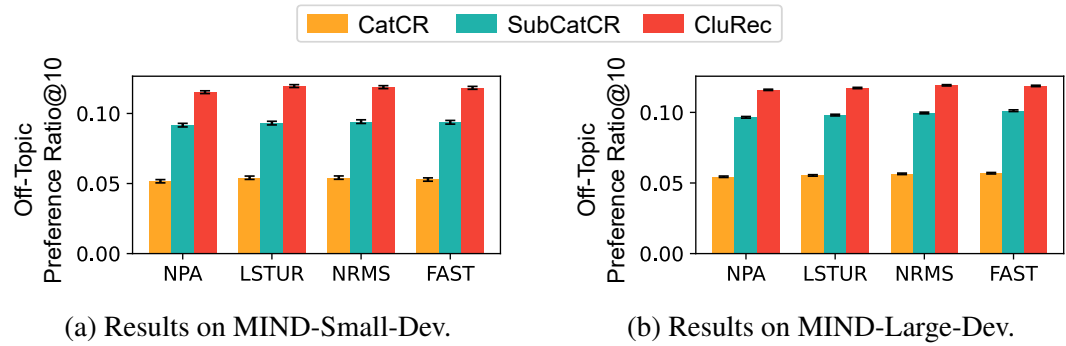 CatCR SubCatCR CluRec
Off-Topic
Preference Ratio@10
0.10
0.05
0.00
NPA LSTUR NRMS FAST
(a) Results on MIND-Small-Dev.
Off-Topic
Preference Ratio@10
0.10
0.05
0.00
NPA LSTUR NRMS FAST
(b) Results on MIND-Large-Dev.